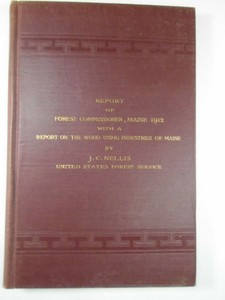 REPORT
OF
FOREST COMMISSIONER, MAINE 1912
WITH A
REPORT ON THE WOOD USING INDUSTRIES OF MAINE
BY
J. C. NELLIS
UNITED STATES FOREST SERVICE